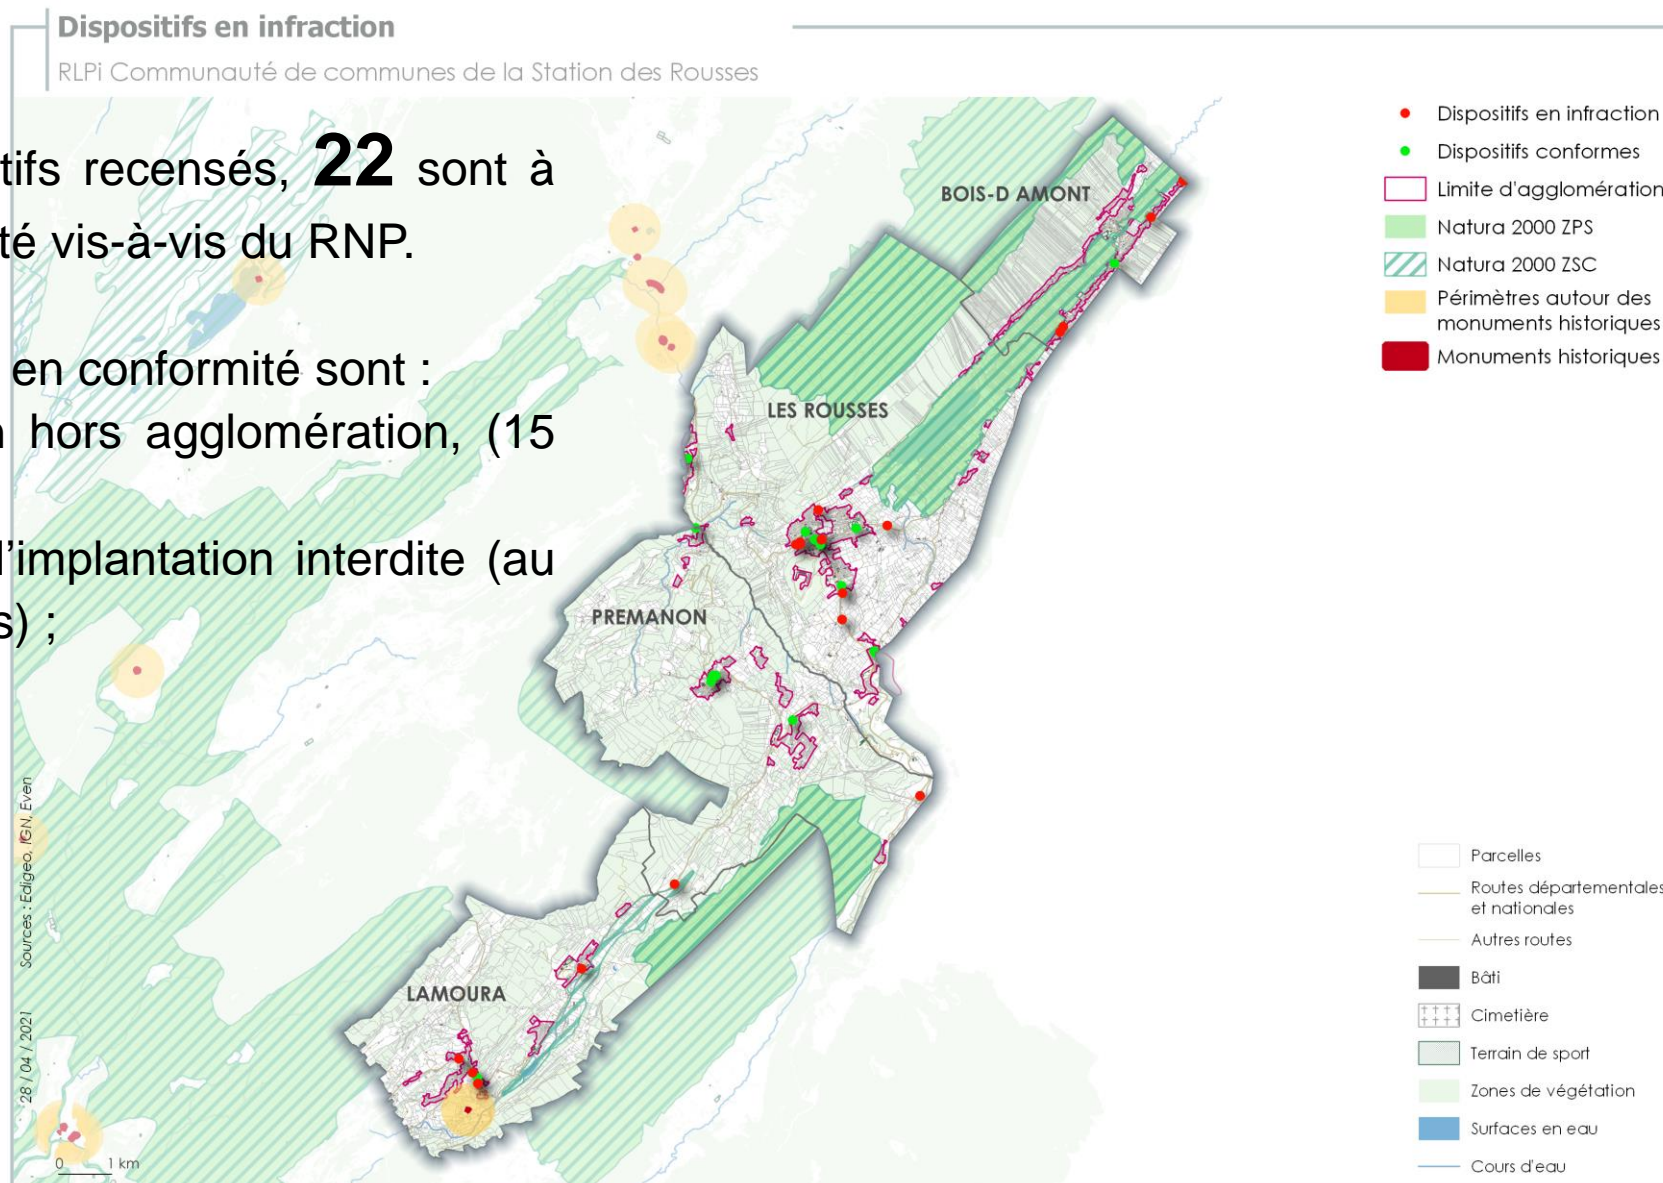 Dispositifs en infraction
RLPi Communauté de communes de la Station des Rousses
tifs recensés, 22 sont à
té vis-à-vis du RNP.
en conformité sont :
hors agglomération, (15
l'implantation interdite (au
s) ;
BOIS-D AMONT
LES ROUSSES
PREMANON
LAMOURA
Dispositifs en infraction
Dispositifs conformes
Limite d'agglomération
Natura 2000 ZPS
Natura 2000 ZSC
Périmètres autour des
monuments historiques
Monuments historiques
Parcelles
Routes départementales
et nationales
Autres routes
Bâti
Cimetière
Terrain de sport
Zones de végétation
Surfaces en eau
Cours d'eau
28 / 04 / 2021 Sources : Edigeo, IGN, Even
0 1 km